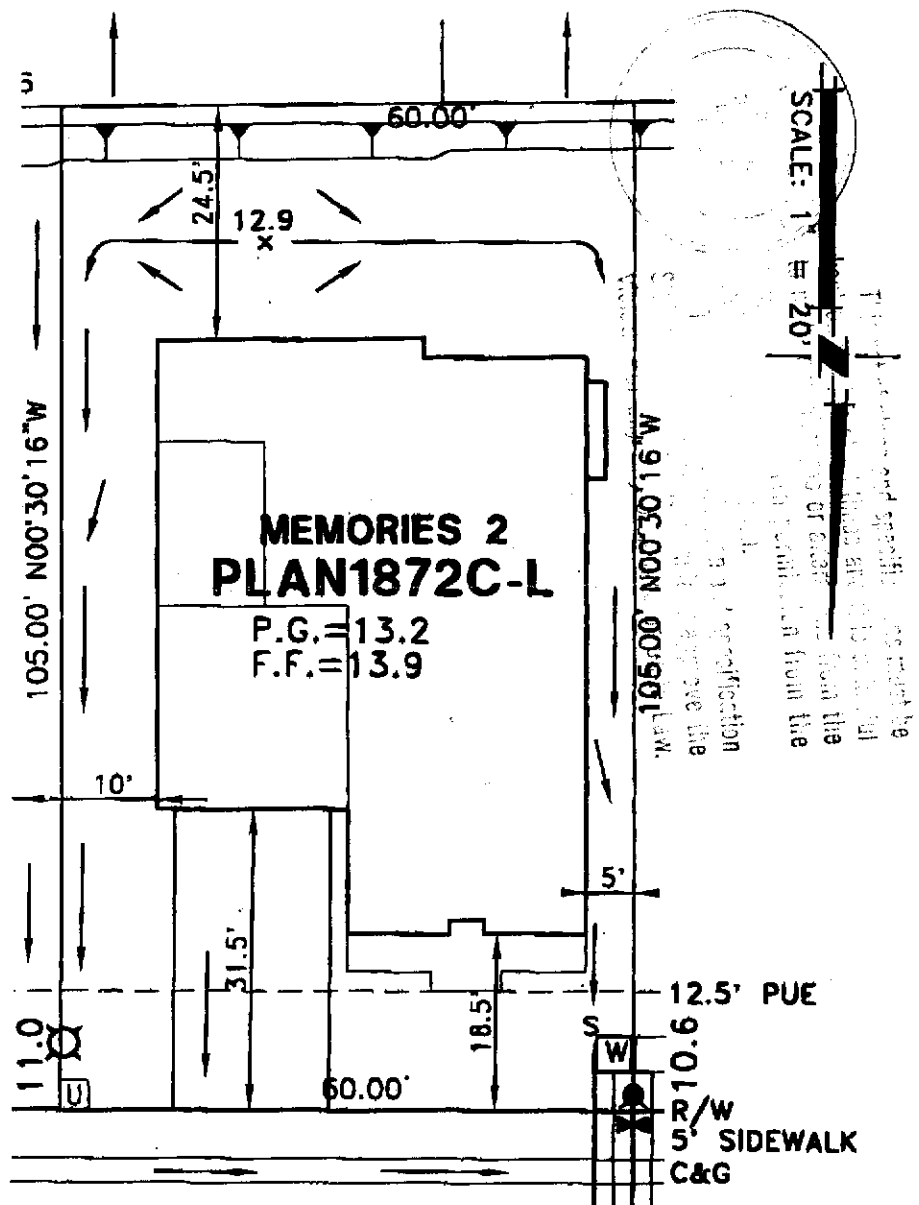 S
60.00'
SCALE: 1" = 20'
24.5'
12.9
x
105.00' N00°30'16"W
MEMORIES 2
PLAN1872C-L
P.G.=13.2
F.F.=13.9
105.00' N00°30'16"W
10'
5'
31.5'
18.5'
12.5' PUE
11.0
S
W
10.6
U
60.00'
R/W
5' SIDEWALK
C&G